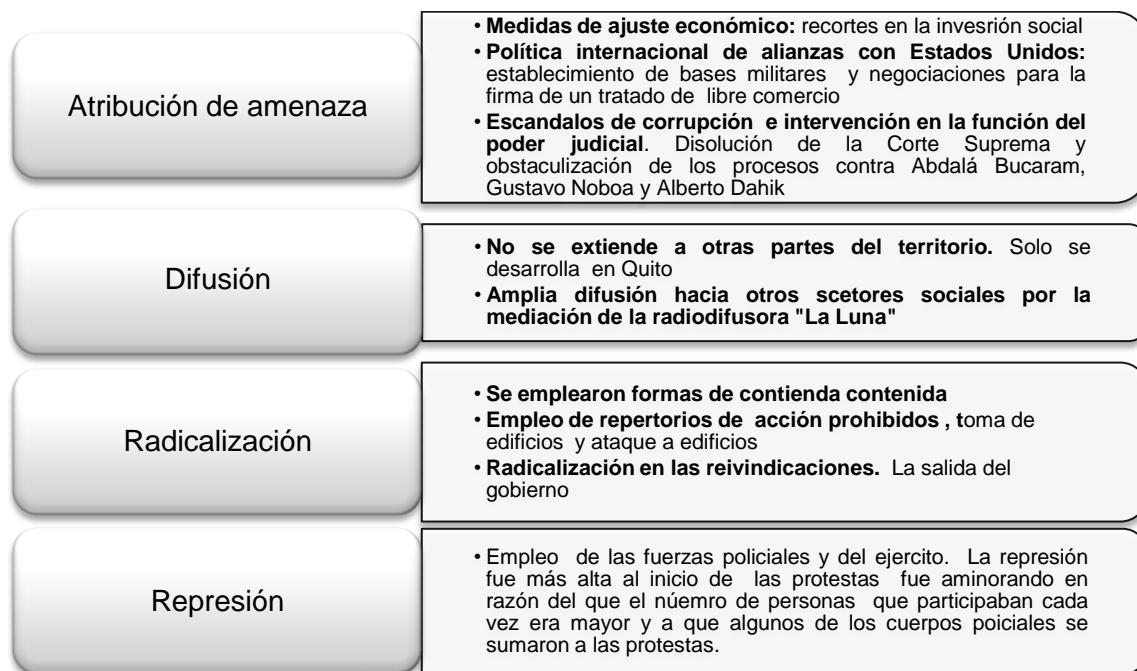 Atribución de amenaza
• Medidas de ajuste económico: recortes en la invesrión social
• Política internacional de alianzas con Estados Unidos:
establecimiento de bases militares y negociaciones para la
firma de un tratado de libre comercio
• Escandalos de corrupción e intervención en la función del
poder judicial. Disolución de la Corte Suprema y
obstaculización de los procesos contra Abdalá Bucaram,
Gustavo Noboa y Alberto Dahik
Difusión
• No se extiende a otras partes del territorio. Solo se
desarrolla en Quito
• Amplia difusión hacia otros scetores sociales por la
mediación de la radiodifusora "La Luna"
Radicalización
• Se emplearon formas de contienda contenida
• Empleo de repertorios de acción prohibidos , toma de
edificios y ataque a edificios
• Radicalización en las reivindicaciones. La salida del
gobierno
Represión
• Empleo de las fuerzas policiales y del ejercito. La represión
fue más alta al inicio de las protestas fue aminorando en
razón del que el núemro de personas que participaban cada
vez era mayor y a que algunos de los cuerpos poiciales se
sumaron a las protestas.